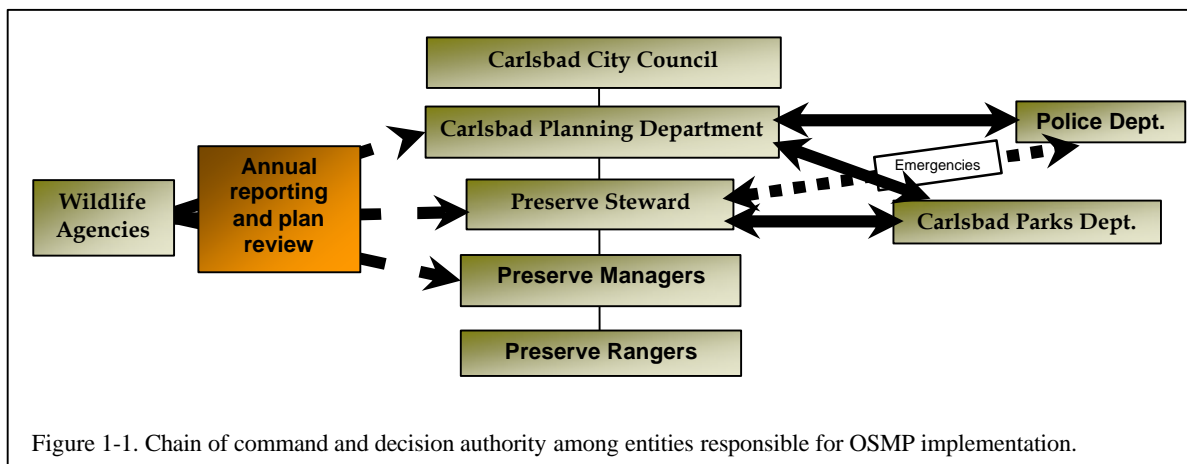 Carlsbad City Council
Carlsbad Planning Department
Police Dept.
Emergencies
Annual
reporting
and plan
review
Wildlife
Agencies
Preserve Steward
Carlsbad Parks Dept.
Preserve Managers
Preserve Rangers
Figure 1-1. Chain of command and decision authority among entities responsible for OSMP implementation.